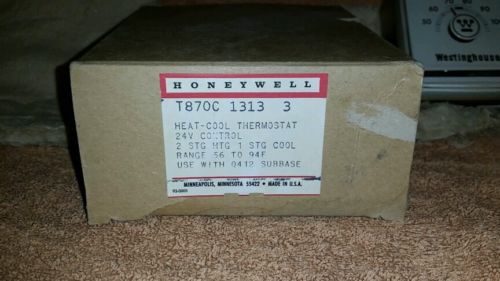 HONEYWELL
T870C 1313 3
HEAT-COOL THERMOSTAT
24V CONTROL
2 STG HTG 1 STG COOL
RANGE 56 TO 94F
USE WITH Q412 SUBBASE
MINNEAPOLIS, MINNESOTA 55422 • MADE IN U.S.A.
Westinghouse